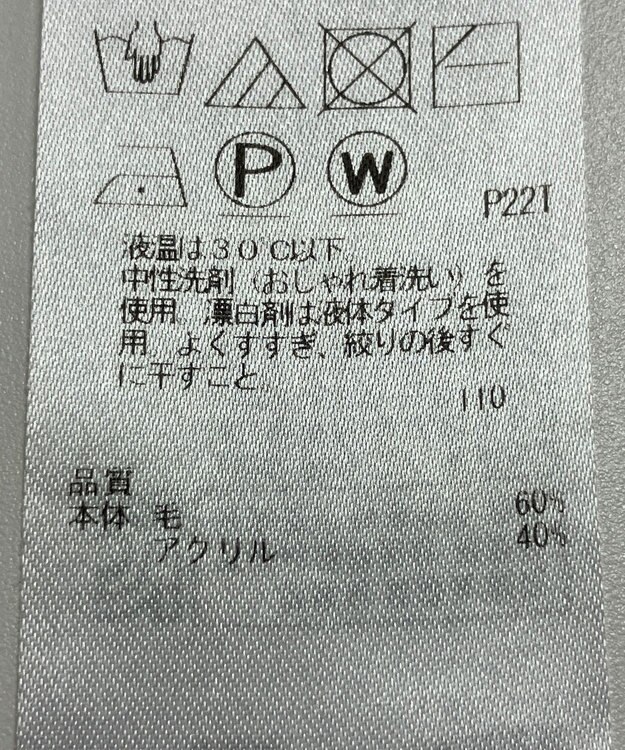 P W
P22T
液温は30℃以下
中性洗剤（おしゃれ着洗い）を
使用 漂白剤は液体タイプを使
用 よくすすぎ、絞りの後すぐ
に干すこと
110
品質
本体 毛 60%
アクリル 40%